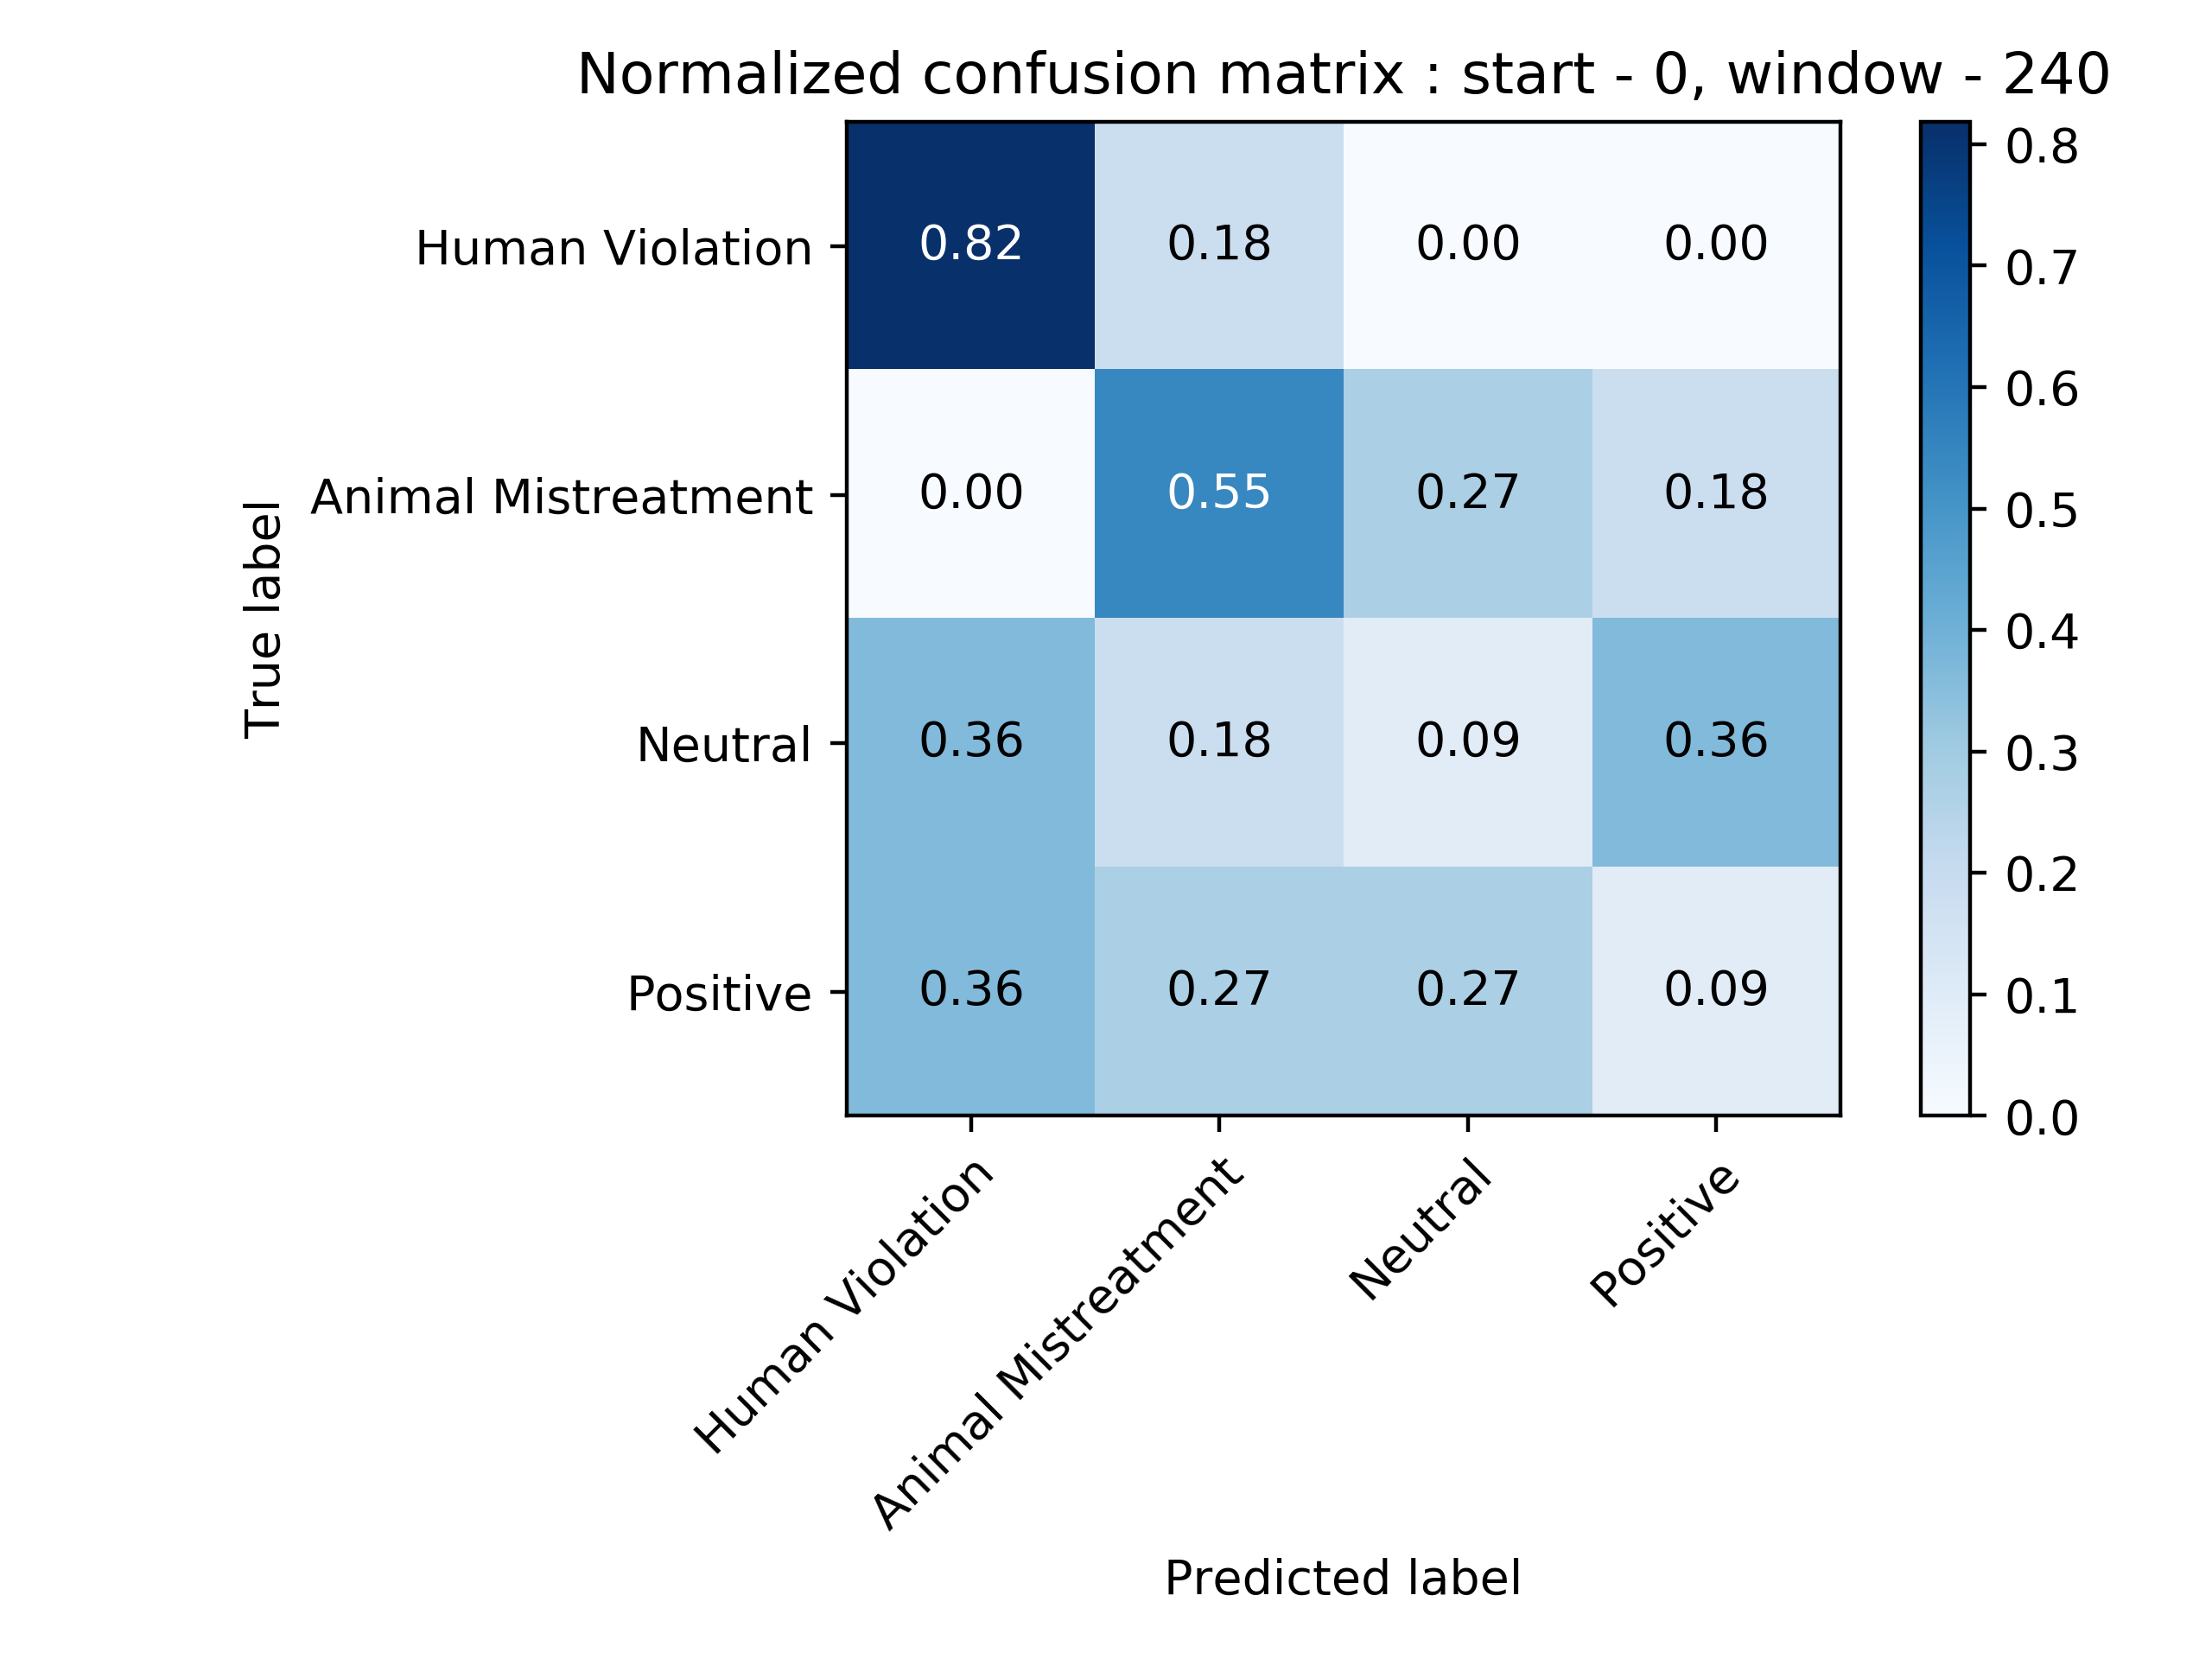 Normalized confusion matrix : start - 0, window - 240
Human Violation 0.82 0.18 0.00 0.00
Animal Mistreatment 0.00 0.55 0.27 0.18
Neutral 0.36 0.18 0.09 0.36
Positive 0.36 0.27 0.27 0.09
True label
Human Violation
Animal Mistreatment
Neutral
Positive
Predicted label
0.8
0.7
0.6
0.5
0.4
0.3
0.2
0.1
0.0